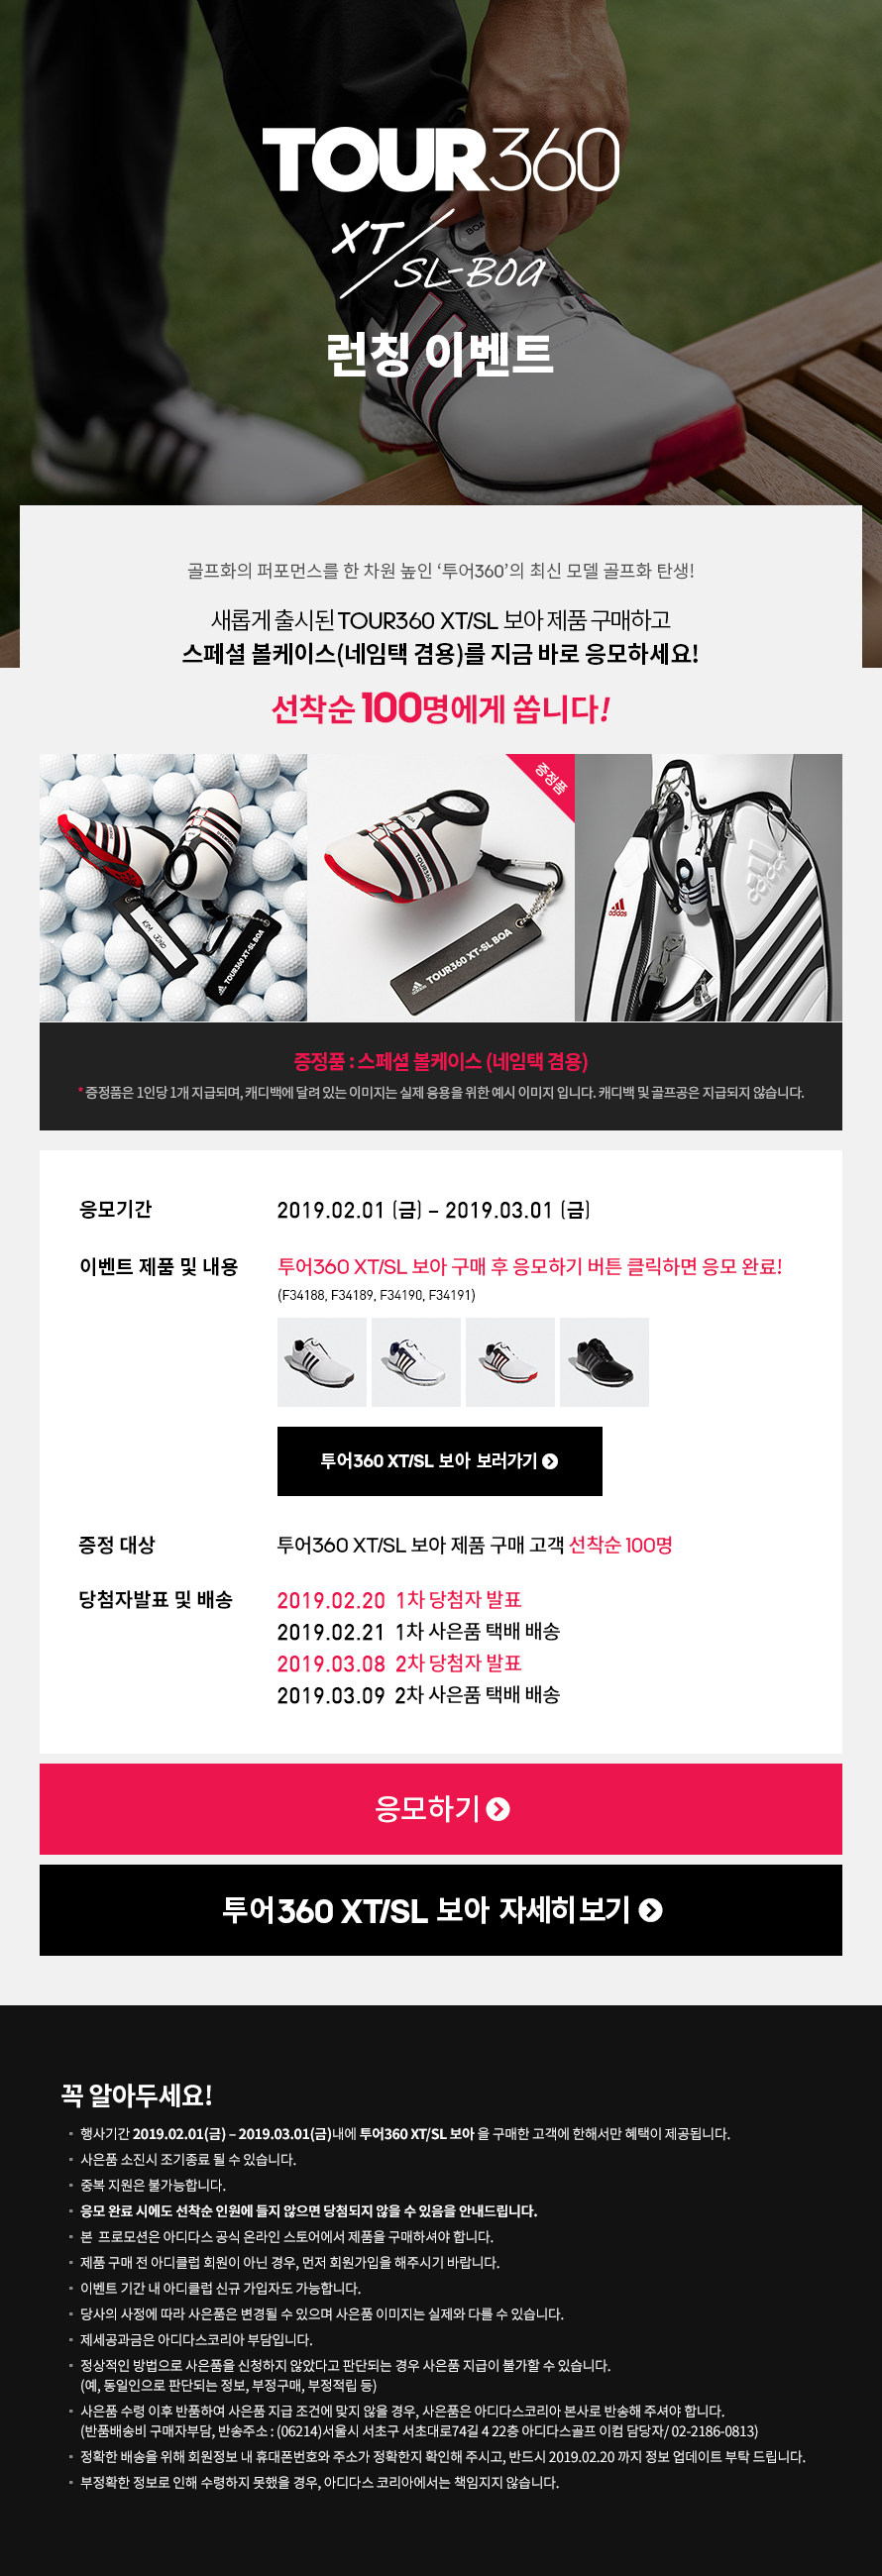 TOUR360
XT/
SL-BOA
런칭 이벤트
골프화의 퍼포먼스를 한 차원 높인 ‘투어360’의 최신 모델 골프화 탄생!
새롭게 출시된 TOUR360 XT/SL 보아 제품 구매하고
스페셜 볼케이스(네임택 겸용)를 지금 바로 응모하세요!
선착순 100명에게 쏩니다!
증정품
KIM JUNO
TOUR360 XT-SL BOA
TOUR360
adidas TOUR360 XT-SL BOA
adidas
adidas
증정품 : 스페셜 볼케이스 (네임택 겸용)
* 증정품은 1인당 1개 지급되며, 캐디백에 달려 있는 이미지는 실제 응용을 위한 예시 이미지 입니다. 캐디백 및 골프공은 지급되지 않습니다.
응모기간 2019.02.01 (금) – 2019.03.01 (금)
이벤트 제품 및 내용 투어360 XT/SL 보아 구매 후 응모하기 버튼 클릭하면 응모 완료!
(F34188, F34189, F34190, F34191)
투어360 XT/SL 보아 보러가기
증정 대상 투어360 XT/SL 보아 제품 구매 고객 선착순 100명
당첨자발표 및 배송 2019.02.20 1차 당첨자 발표
2019.02.21 1차 사은품 택배 배송
2019.03.08 2차 당첨자 발표
2019.03.09 2차 사은품 택배 배송
응모하기
투어360 XT/SL 보아 자세히보기
꼭 알아두세요!
행사기간 2019.02.01(금) – 2019.03.01(금)내에 투어360 XT/SL 보아 을 구매한 고객에 한해서만 혜택이 제공됩니다.
사은품 소진시 조기종료 될 수 있습니다.
중복 지원은 불가능합니다.
응모 완료 시에도 선착순 인원에 들지 않으면 당첨되지 않을 수 있음을 안내드립니다.
본 프로모션은 아디다스 공식 온라인 스토어에서 제품을 구매하셔야 합니다.
제품 구매 전 아디클럽 회원이 아닌 경우, 먼저 회원가입을 해주시기 바랍니다.
이벤트 기간 내 아디클럽 신규 가입자도 가능합니다.
당사의 사정에 따라 사은품은 변경될 수 있으며 사은품 이미지는 실제와 다를 수 있습니다.
제세공과금은 아디다스코리아 부담입니다.
정상적인 방법으로 사은품을 신청하지 않았다고 판단되는 경우 사은품 지급이 불가할 수 있습니다.
(예, 동일인으로 판단되는 정보, 부정구매, 부정적립 등)
사은품 수령 이후 반품하여 사은품 지급 조건에 맞지 않을 경우, 사은품은 아디다스코리아 본사로 반송해 주셔야 합니다.
(반품배송비 구매자부담, 반송주소 : (06214)서울시 서초구 서초대로74길 4 22층 아디다스골프 이컴 담당자/ 02-2186-0813)
정확한 배송을 위해 회원정보 내 휴대폰번호와 주소가 정확한지 확인해 주시고, 반드시 2019.02.20 까지 정보 업데이트 부탁 드립니다.
부정확한 정보로 인해 수령하지 못했을 경우, 아디다스 코리아에서는 책임지지 않습니다.